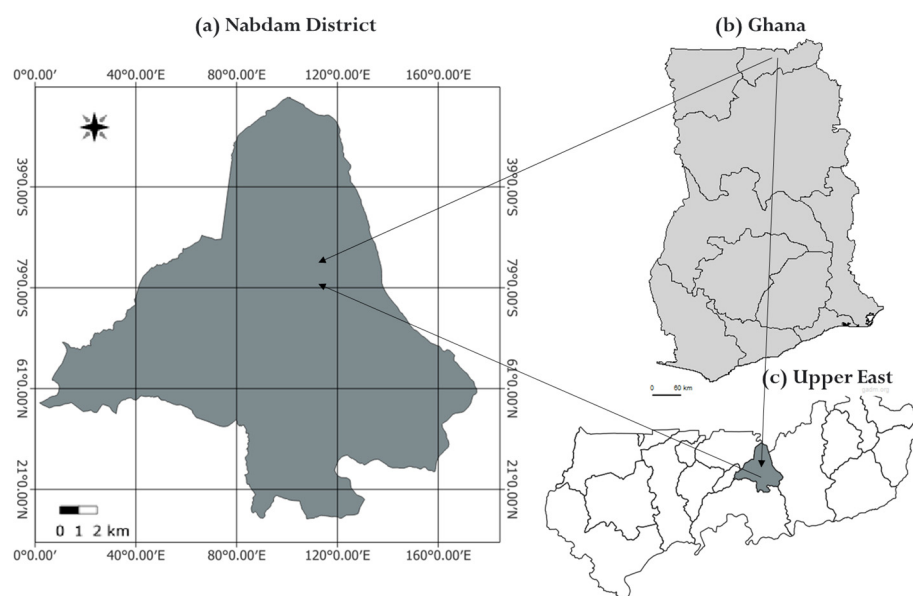 (a) Nabdam District
(b) Ghana
0°0.00′E 40°0.00′E 80°0.00′E 120°0.00′E 160°0.00′E
39°0.00′S 39°0.00′S
79°0.00′S 79°0.00′S
61°0.00′N 61°0.00′N
21°0.00′N 21°0.00′N
0 1 2 km
0°0.00′E 40°0.00′E 80°0.00′E 120°0.00′E 160°0.00′E
0 60 km
(c) Upper East
gadm.org